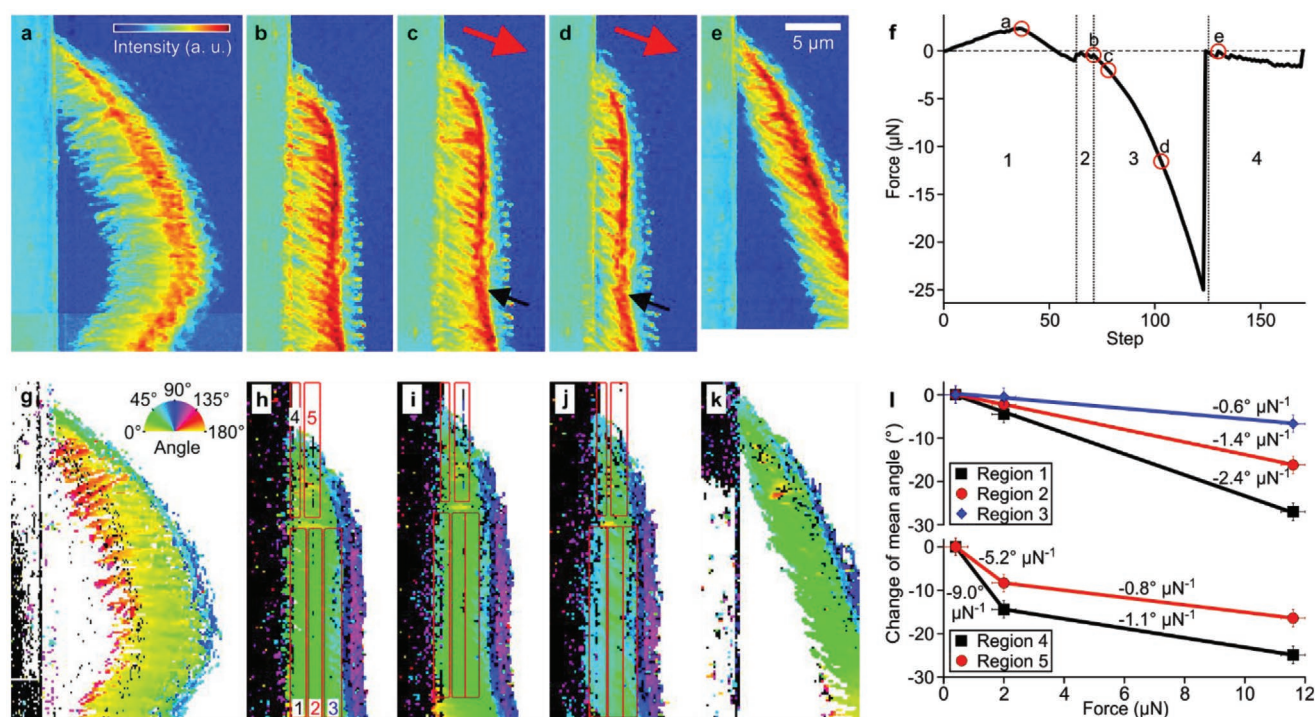 a
Intensity (a. u.)
b
c
d
e
5 μm
f
0
-5
-10
-15
-20
-25
Force (μN)
a
b
c
d
e
1
2
3
4
0
50
100
150
Step
g
45°
90°
135°
0°
180°
Angle
h
4
5
1
2
3
i
j
k
l
Change of mean angle (°)
0
-10
-20
-30
-0.6° μN⁻¹
-1.4° μN⁻¹
-2.4° μN⁻¹
Region 1
Region 2
Region 3
0
-10
-20
-30
-5.2° μN⁻¹
-9.0°
μN⁻¹
-0.8° μN⁻¹
-1.1° μN⁻¹
Region 4
Region 5
0
2
4
6
8
10
12
Force (μN)